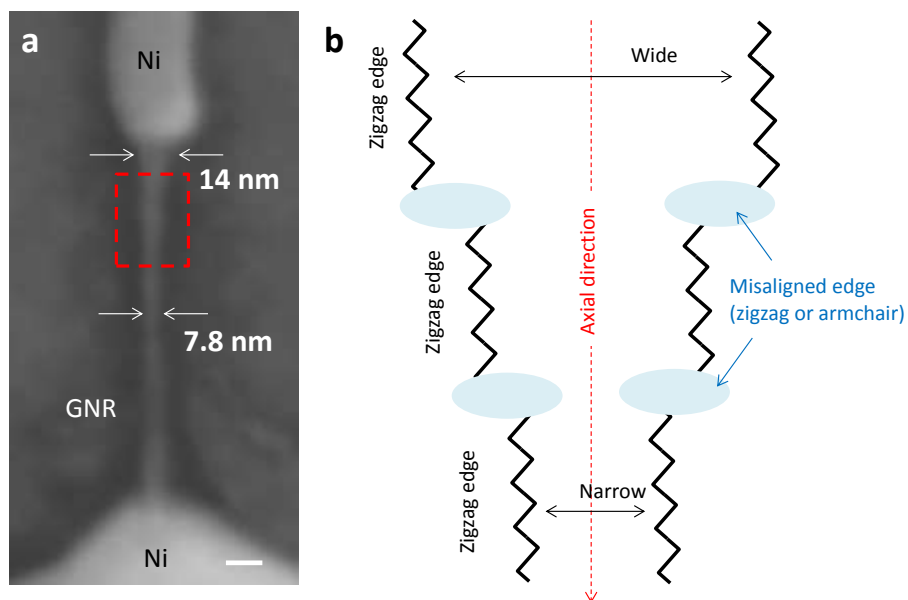 a
Ni
14 nm
7.8 nm
GNR
Ni
b
Wide
Zigzag edge
Axial direction
Zigzag edge
Misaligned edge
(zigzag or armchair)
Zigzag edge
Narrow